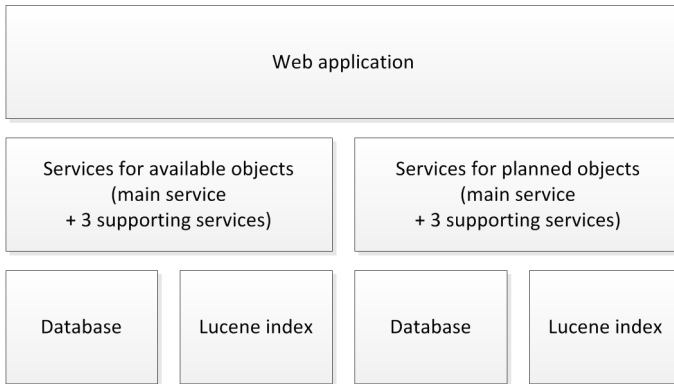 Web application
Services for available objects
(main service
+ 3 supporting services)
Services for planned objects
(main service
+ 3 supporting services)
Database
Lucene index
Database
Lucene index